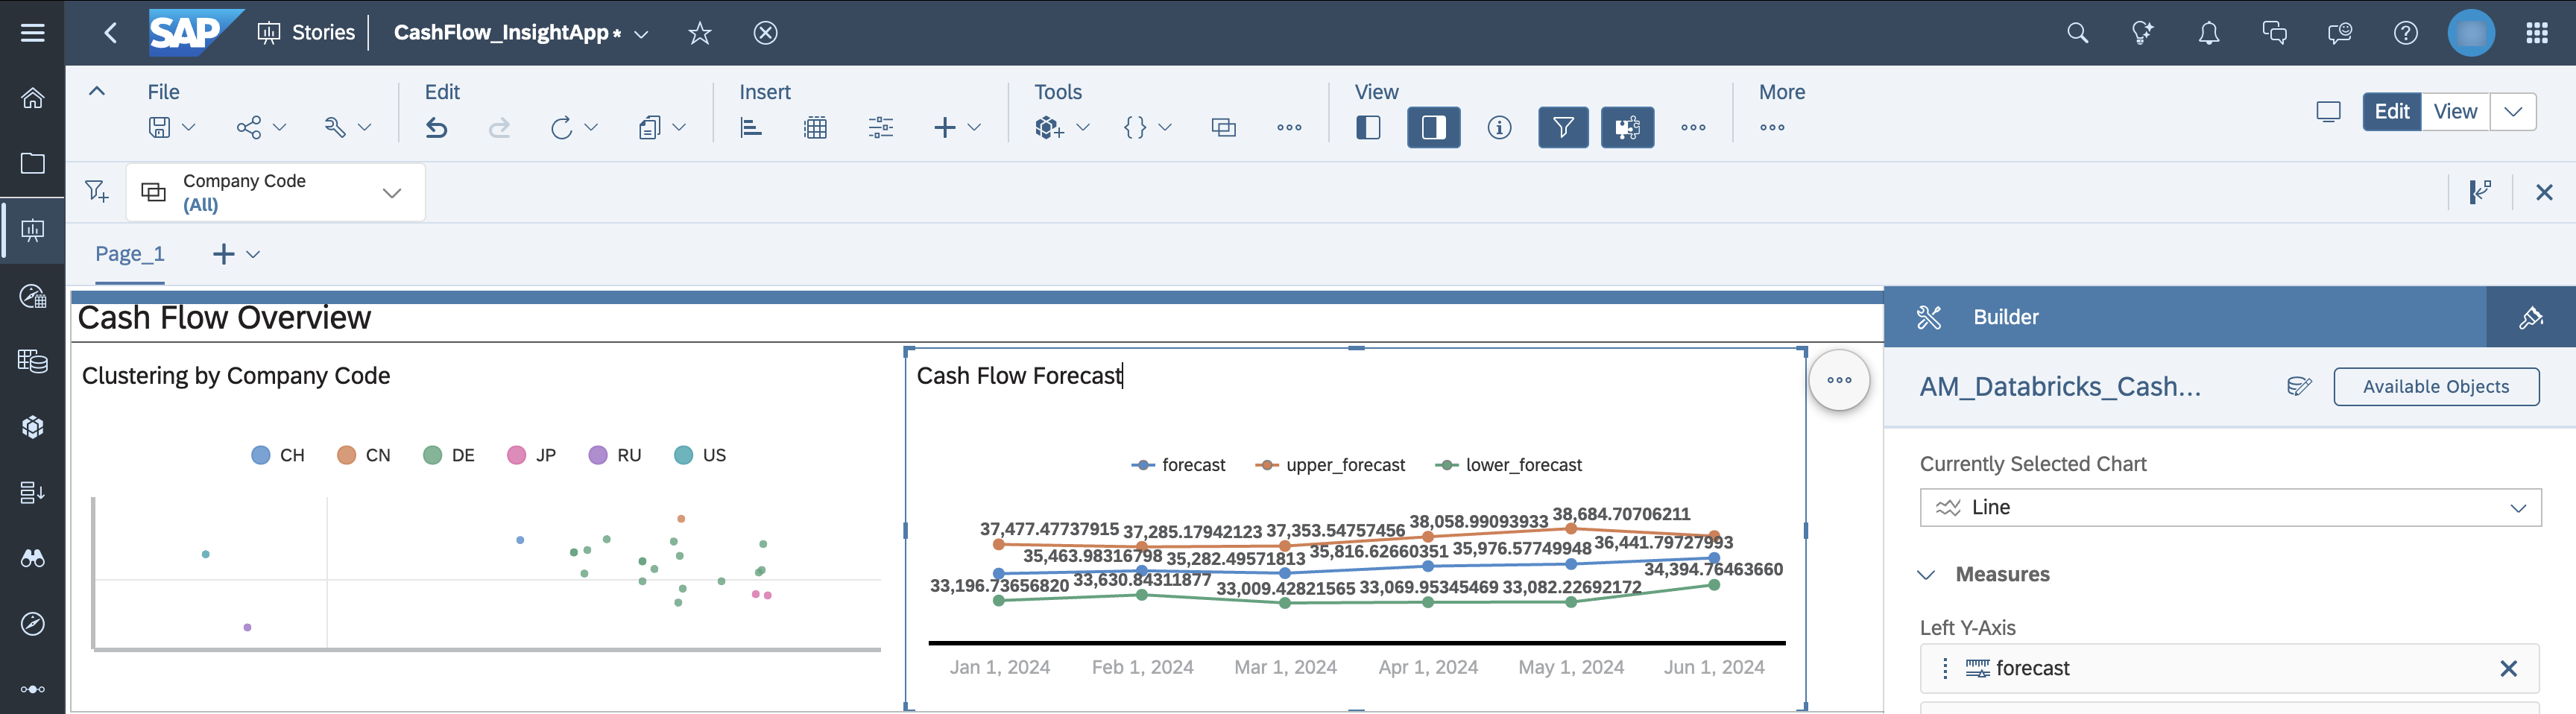 SAP Stories CashFlow_InsightApp *
File Edit Insert Tools View More
Edit View
Company Code
(All)
Page_1
Cash Flow Overview
Builder
Clustering by Company Code
Cash Flow Forecast
AM_Databricks_Cash...
Available Objects
CH CN DE JP RU US
forecast upper_forecast lower_forecast
Currently Selected Chart
Line
37,477.47737915 37,285.17942123 37,353.54757456 38,058.99093933 38,684.70706211
35,463.98316798 35,282.49571813 35,816.62660351 35,976.57749948 36,441.79727993
33,196.73656820 33,630.84311877 33,009.42821565 33,069.95345469 33,082.22692172 34,394.76463660
Measures
Left Y-Axis
Jan 1, 2024 Feb 1, 2024 Mar 1, 2024 Apr 1, 2024 May 1, 2024 Jun 1, 2024
forecast